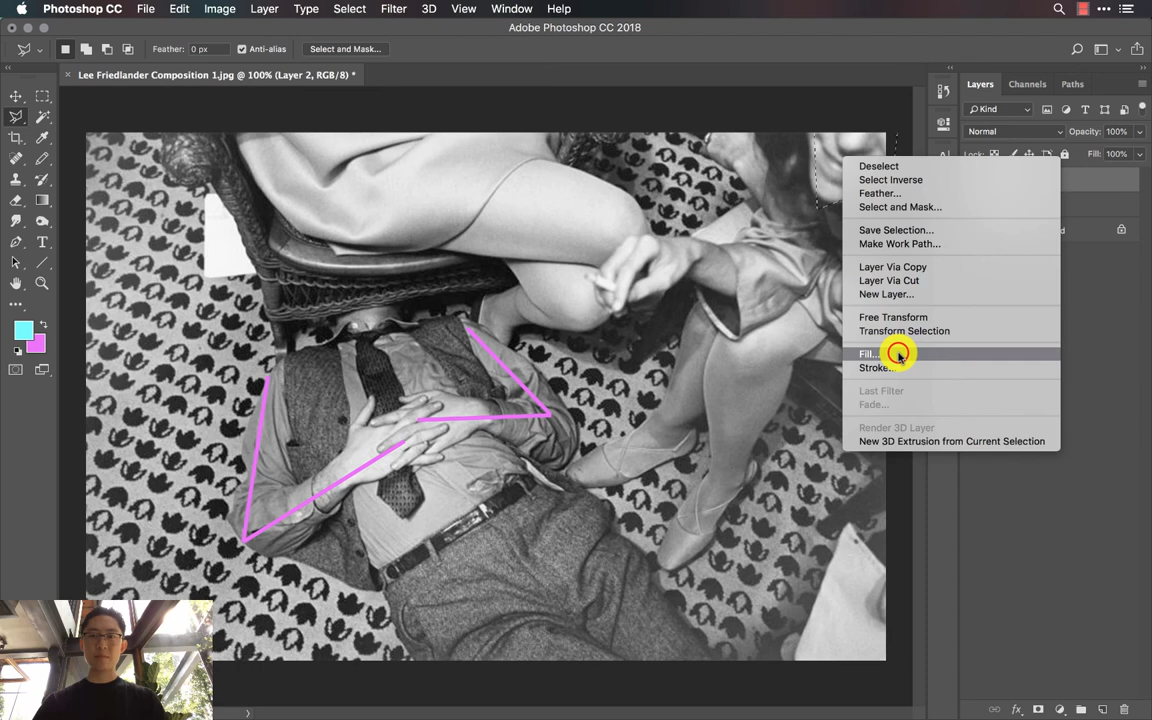 Photoshop CC File Edit Image Layer Type Select Filter 3D View Window Help
Adobe Photoshop CC 2018
Feather: 0 px Anti-alias Select and Mask...
Lee Friedlander Composition 1.jpg @ 100% (Layer 2, RGB/8) *
Layers Channels Paths
Kind
Normal Opacity: 100%
Lock: Fill: 100%
Deselect
Select Inverse
Feather...
Select and Mask...
Save Selection...
Make Work Path...
Layer Via Copy
Layer Via Cut
New Layer...
Free Transform
Transform Selection
Fill...
Stroke...
Last Filter
Fade...
Render 3D Layer
New 3D Extrusion from Current Selection